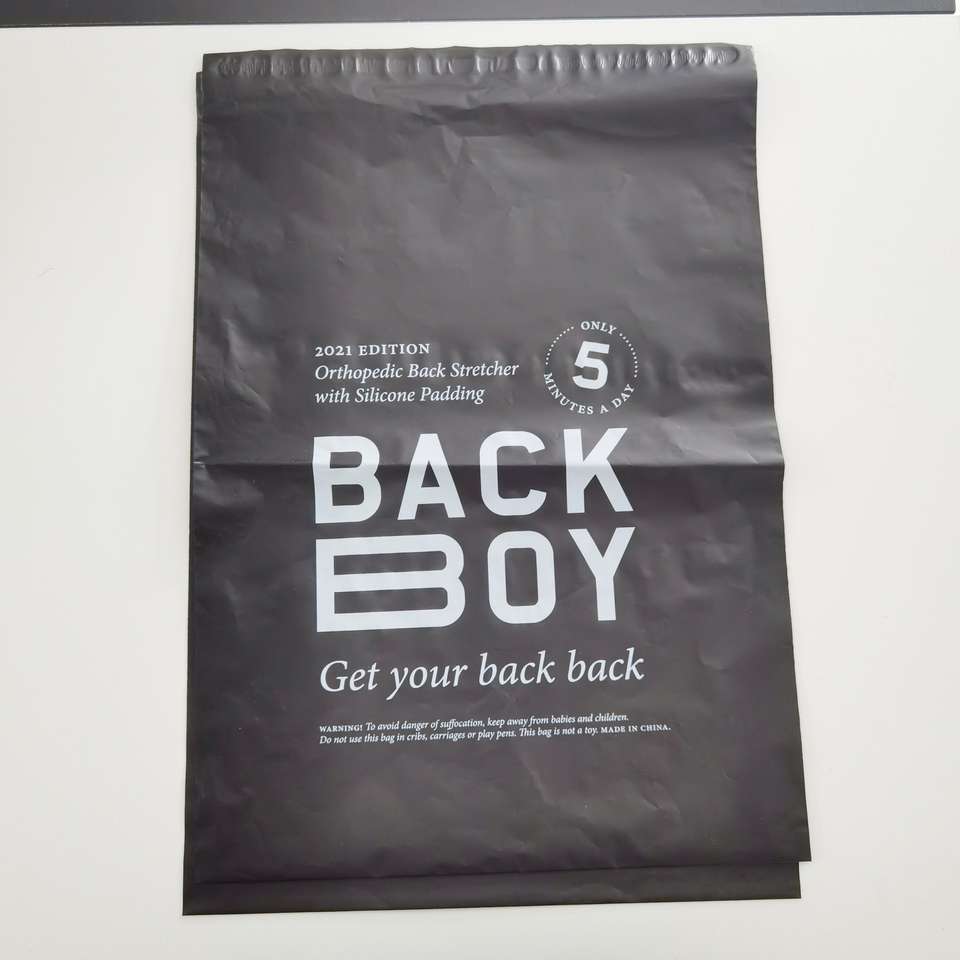 2021 EDITION
Orthopedic Back Stretcher
with Silicone Padding
ONLY
5
MINUTES A DAY
BACK
BOY
Get your back back
WARNING! To avoid danger of suffocation, keep away from babies and children.
Do not use this bag in cribs, carriages or play pens. This bag is not a toy. MADE IN CHINA.